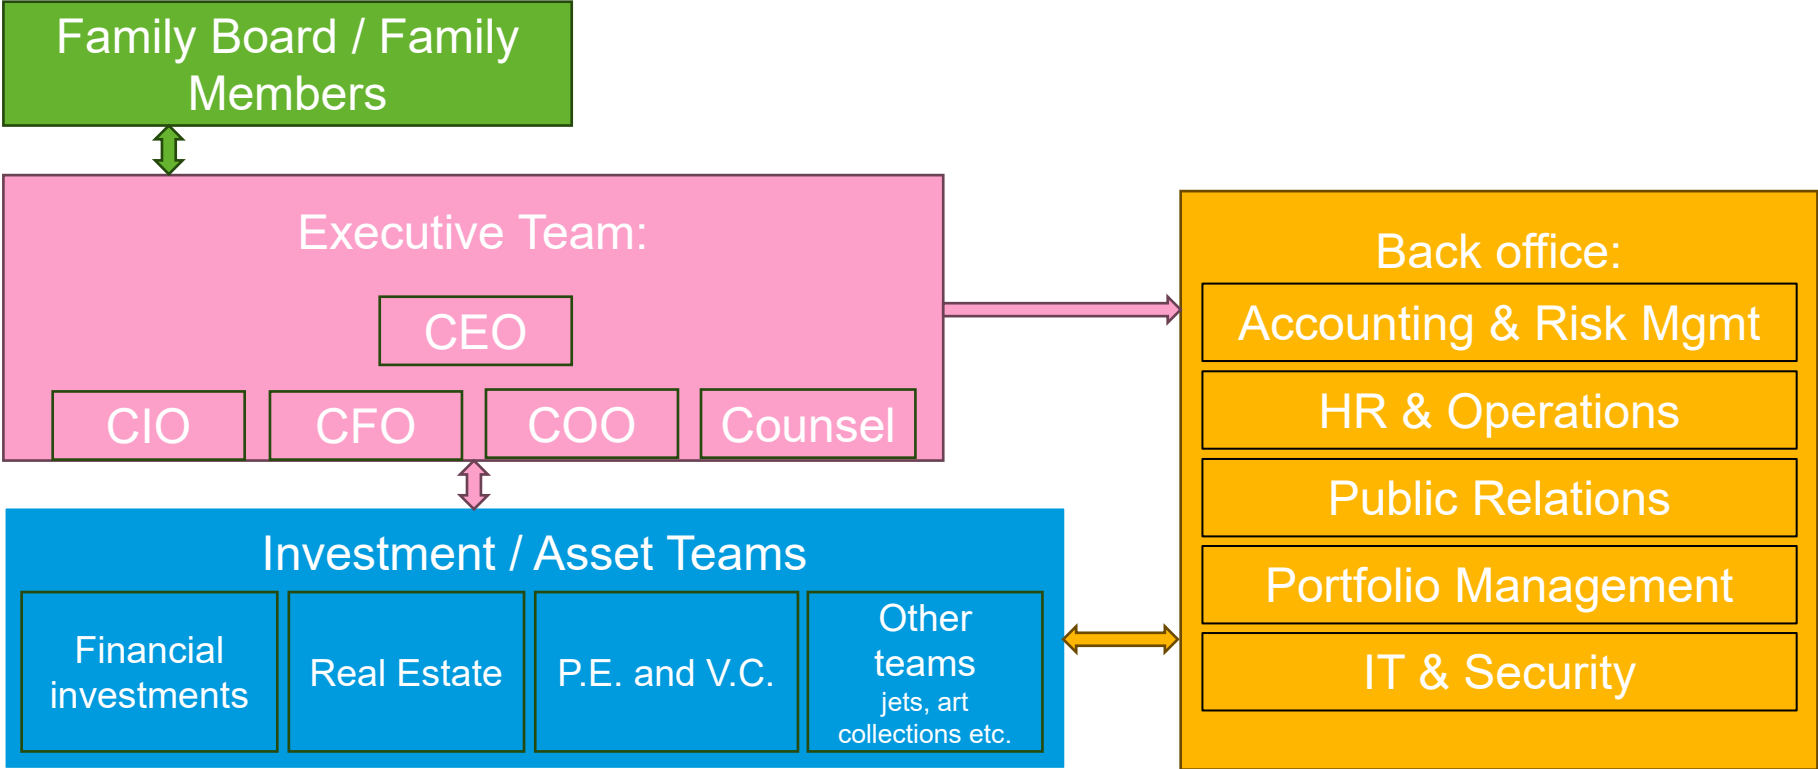 Family Board / Family
Members
Executive Team:
CEO
CIO
CFO
COO
Counsel
Investment / Asset Teams
Financial
investments
Real Estate
P.E. and V.C.
Other
teams
jets, art
collections etc.
Back office:
Accounting & Risk Mgmt
HR & Operations
Public Relations
Portfolio Management
IT & Security